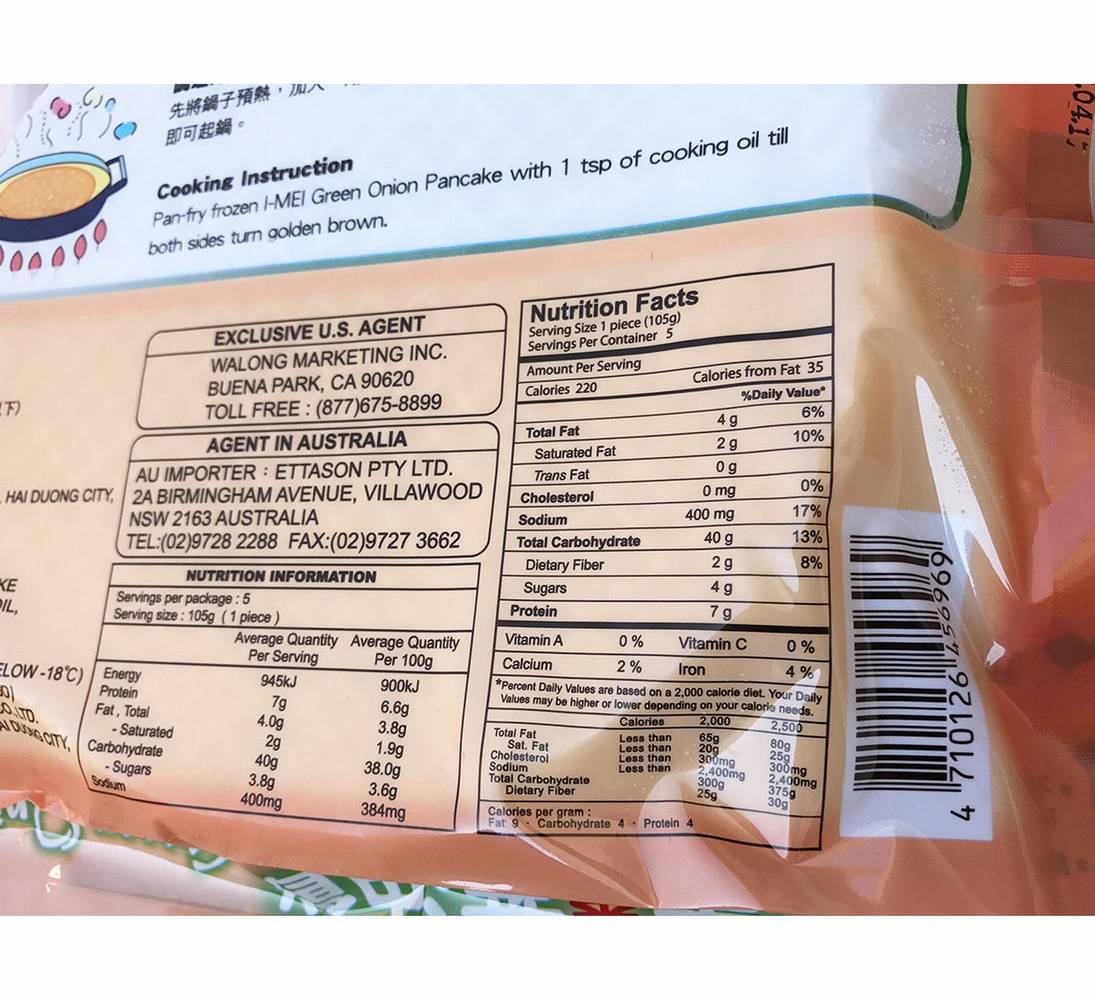 先將鍋子預熱，加入
即可起鍋。
Cooking Instruction
Pan-fry frozen I-MEI Green Onion Pancake with 1 tsp of cooking oil till
both sides turn golden brown.
.04.1,
下)
HAI DUONG CITY,
KE
OIL,
ELOW -18℃)
CO.,LTD.
AI DUONG CITY,
EXCLUSIVE U.S. AGENT
WALONG MARKETING INC.
BUENA PARK, CA 90620
TOLL FREE : (877)675-8899
AGENT IN AUSTRALIA
AU IMPORTER : ETTASON PTY LTD.
2A BIRMINGHAM AVENUE, VILLAWOOD
NSW 2163 AUSTRALIA
TEL:(02)9728 2288 FAX:(02)9727 3662
NUTRITION INFORMATION
Servings per package : 5
Serving size : 105g ( 1 piece )
Average Quantity Average Quantity
Per Serving Per 100g
Energy 945kJ 900kJ
Protein 7g 6.6g
Fat , Total 4.0g 3.8g
- Saturated 2g 1.9g
Carbohydrate 40g 38.0g
- Sugars 3.8g 3.6g
Sodium 400mg 384mg
Nutrition Facts
Serving Size 1 piece (105g)
Servings Per Container 5
Amount Per Serving
Calories 220 Calories from Fat 35
%Daily Value*
Total Fat 4 g 6%
Saturated Fat 2 g 10%
Trans Fat 0 g
Cholesterol 0 mg 0%
Sodium 400 mg 17%
Total Carbohydrate 40 g 13%
Dietary Fiber 2 g 8%
Sugars 4 g
Protein 7 g
Vitamin A 0 % Vitamin C 0 %
Calcium 2 % Iron 4 %
*Percent Daily Values are based on a 2,000 calorie diet. Your Daily
Values may be higher or lower depending on your calorie needs.
Calories 2,000 2,500
Total Fat Less than 65g 80g
Sat. Fat Less than 20g 25g
Cholesterol Less than 300mg 300mg
Sodium Less than 2,400mg 2,400mg
Total Carbohydrate 300g 375g
Dietary Fiber 25g 30g
Calories per gram :
Fat 9 · Carbohydrate 4 · Protein 4
4 710126 456969